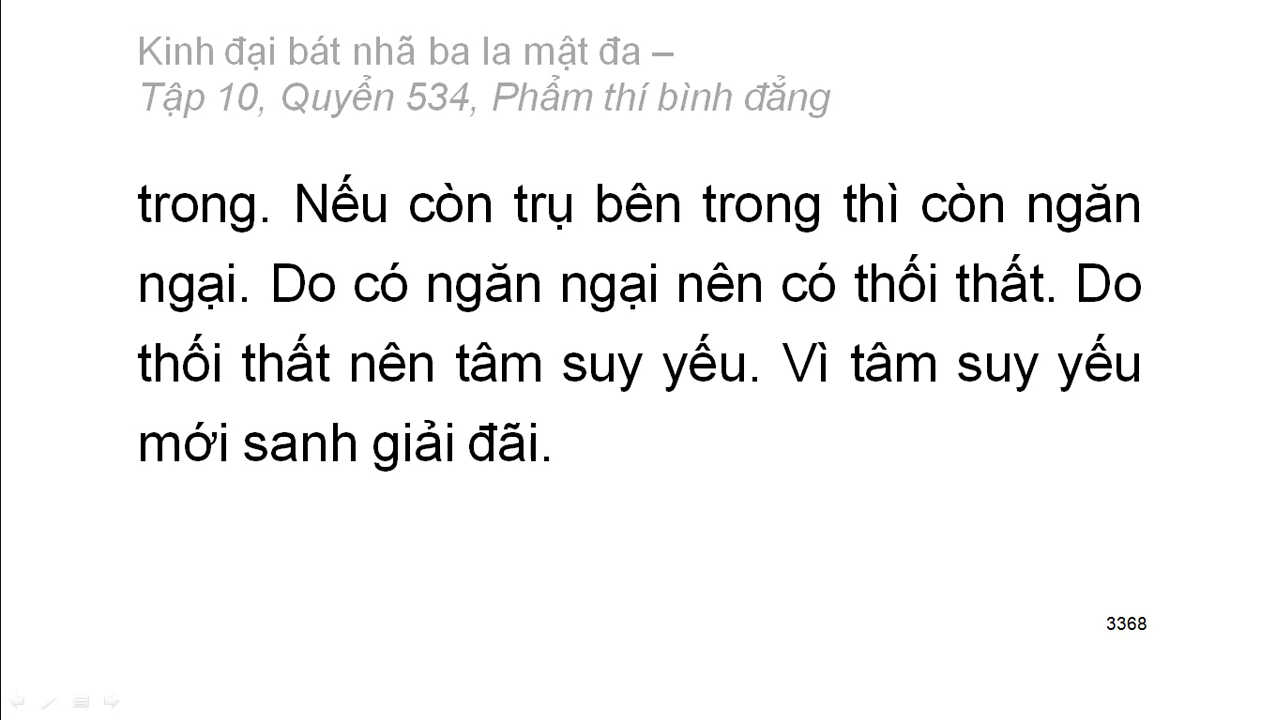 Kinh đại bát nhã ba la mật đa –
Tập 10, Quyển 534, Phẩm thí bình đẳng
trong. Nếu còn trụ bên trong thì còn ngăn
ngại. Do có ngăn ngại nên có thối thất. Do
thối thất nên tâm suy yếu. Vì tâm suy yếu
mới sanh giải đãi.
3368